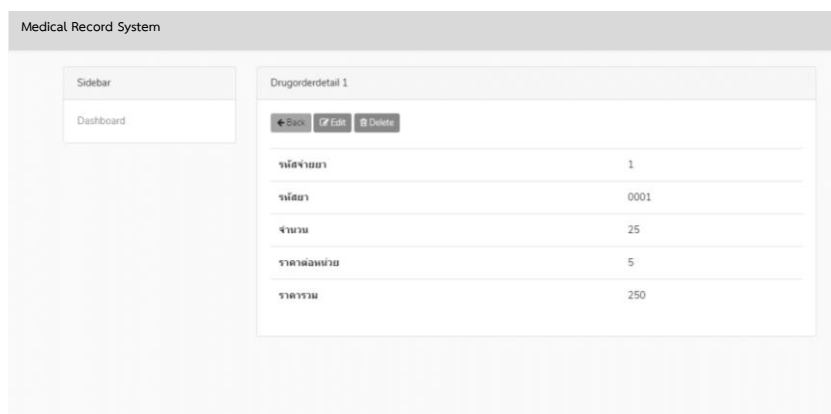 Medical Record System
Sidebar
Dashboard
Drugorderdetail 1
Back Edit Delete
รหัสจ่ายยา 1
รหัสยา 0001
จำนวน 25
ราคาต่อหน่วย 5
ราคารวม 250